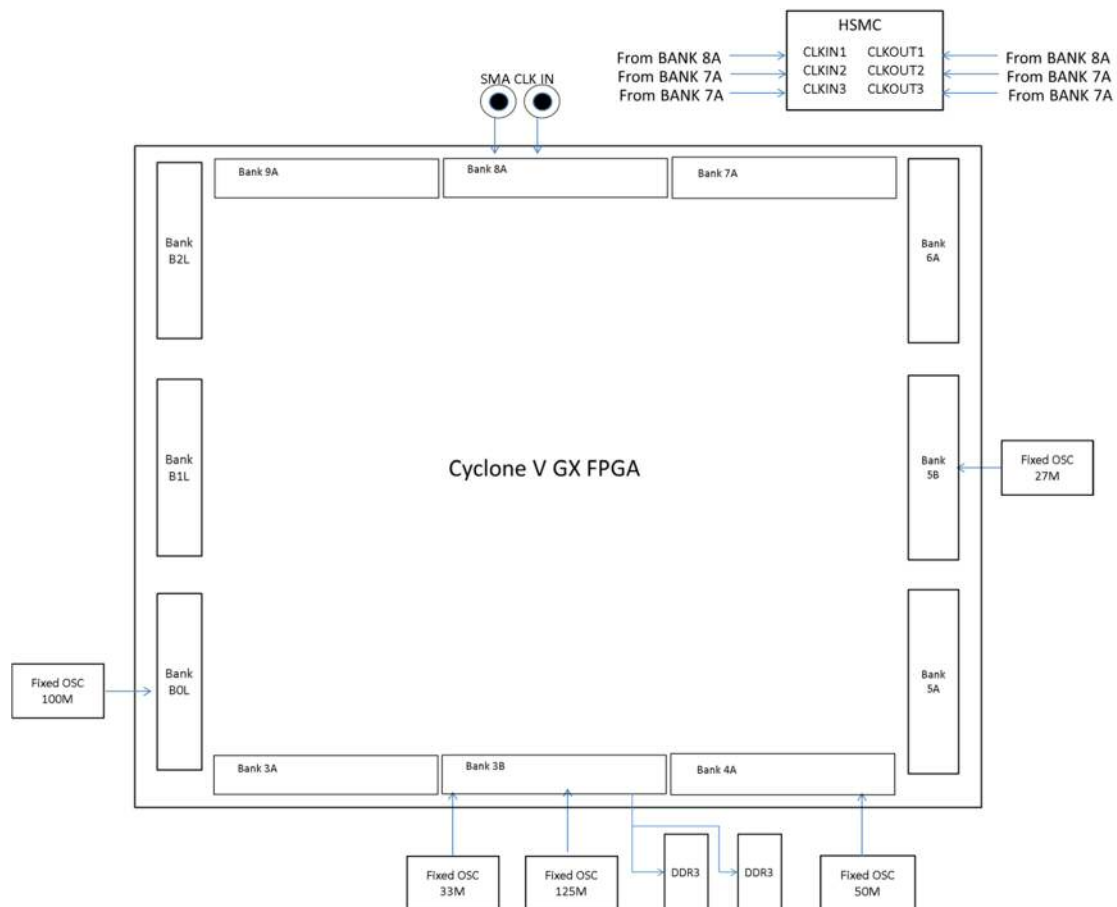 HSMC
CLKIN1 CLKOUT1
CLKIN2 CLKOUT2
CLKIN3 CLKOUT3
From BANK 8A
From BANK 7A
From BANK 7A
From BANK 8A
From BANK 7A
From BANK 7A
SMA CLK IN
Bank 9A
Bank 8A
Bank 7A
Bank
B2L
Bank
6A
Bank
B1L
Cyclone V GX FPGA
Bank
5B
Fixed OSC
27M
Fixed OSC
100M
Bank
B0L
Bank
5A
Bank 3A
Bank 3B
Bank 4A
Fixed OSC
33M
Fixed OSC
125M
DDR3
DDR3
Fixed OSC
50M